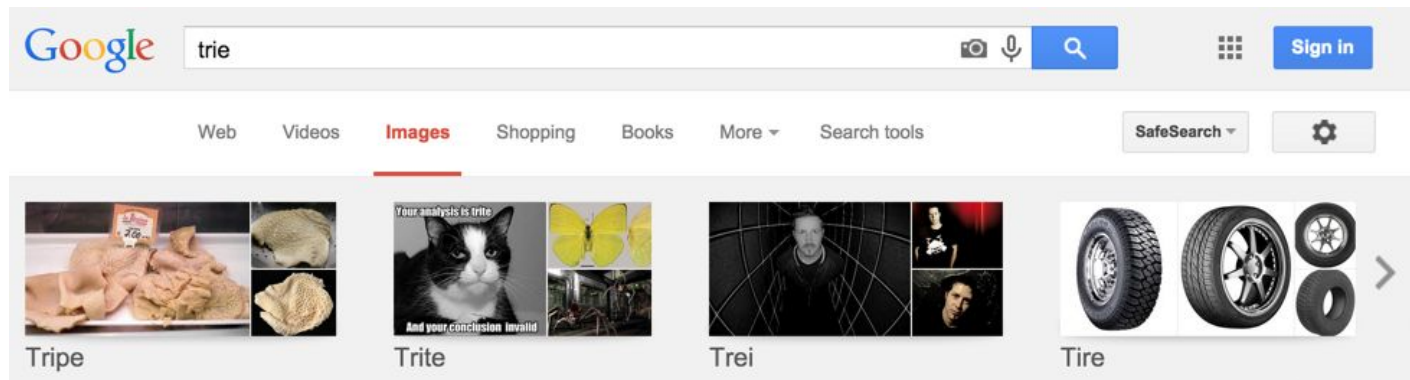 Google
trie
Sign in
Web Videos Images Shopping Books More Search tools
SafeSearch
Your analysis is trite
And your conclusion invalid
Tripe Trite Trei Tire